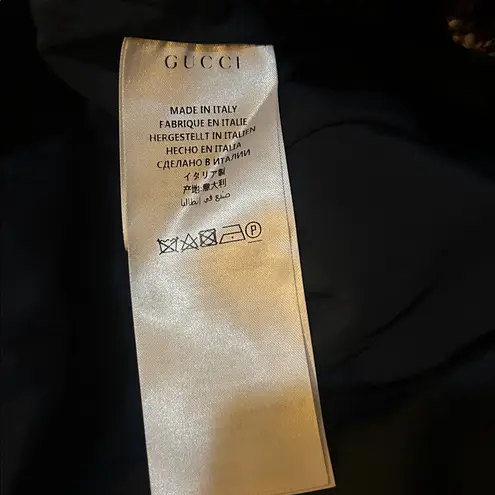 GUCCI
MADE IN ITALY
FABRIQUE EN ITALIE
HERGESTELLT IN ITALIEN
HECHO EN ITALIA
СДЕЛАНО В ИТАЛИИ
イタリア製
产地:意大利
صنع في إيطاليا
P